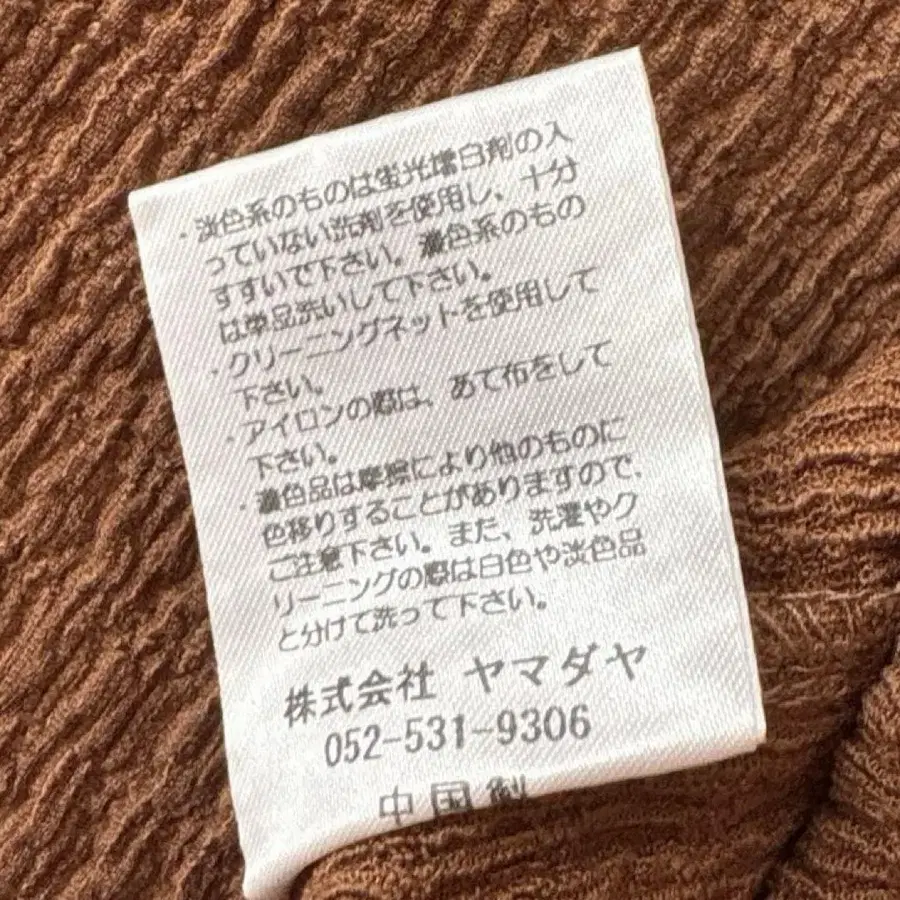 ・淡色系のものは蛍光増白剤の入
っていない洗剤を使用し、十分
すすいで下さい。濃色系のもの
は単品洗いして下さい。
・クリーニングネットを使用して
下さい。
・アイロンの際は、あて布をして
下さい。
・濃色品は摩擦により他のものに
色移りすることがありますので、
ご注意下さい。また、洗濯やク
リーニングの際は白色や淡色品
と分けて洗って下さい。
株式会社 ヤマダヤ
052-531-9306
中国製